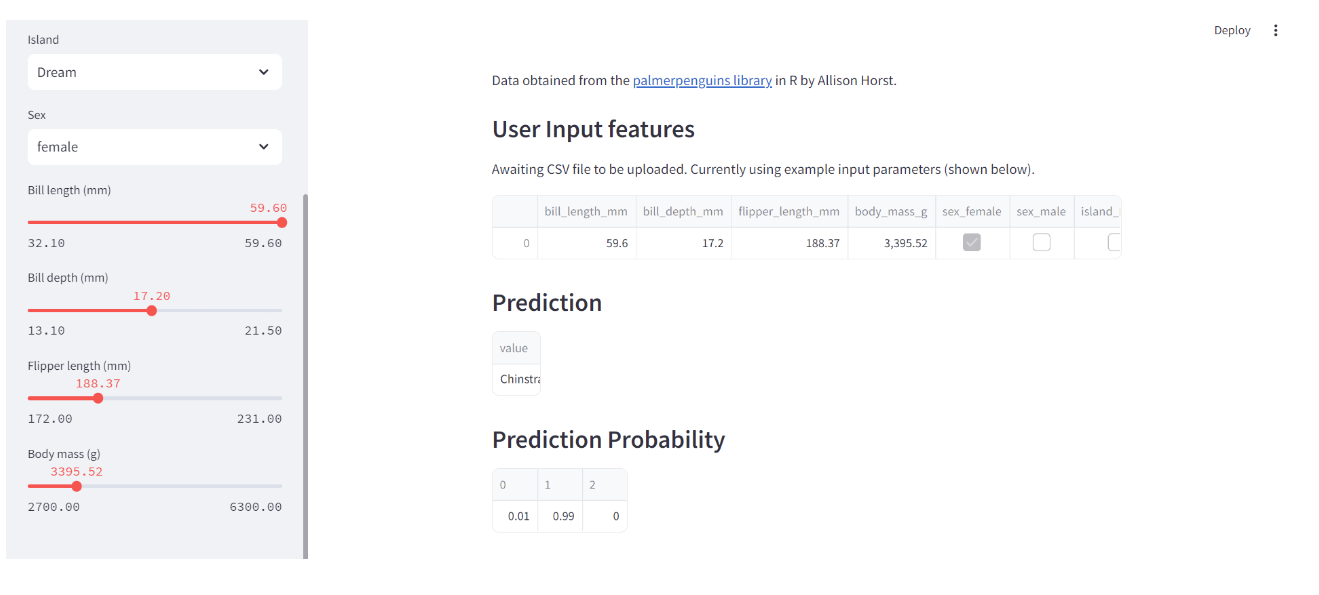 Island
Dream
Sex
female
Bill length (mm)
59.60
32.10 59.60
Bill depth (mm)
17.20
13.10 21.50
Flipper length (mm)
188.37
172.00 231.00
Body mass (g)
3395.52
2700.00 6300.00
Deploy
Data obtained from the palmerpenguins library in R by Allison Horst.
User Input features
Awaiting CSV file to be uploaded. Currently using example input parameters (shown below).
bill_length_mm bill_depth_mm flipper_length_mm body_mass_g sex_female sex_male island_
0 59.6 17.2 188.37 3,395.52
Prediction
value
Chinstra
Prediction Probability
0 1 2
0.01 0.99 0